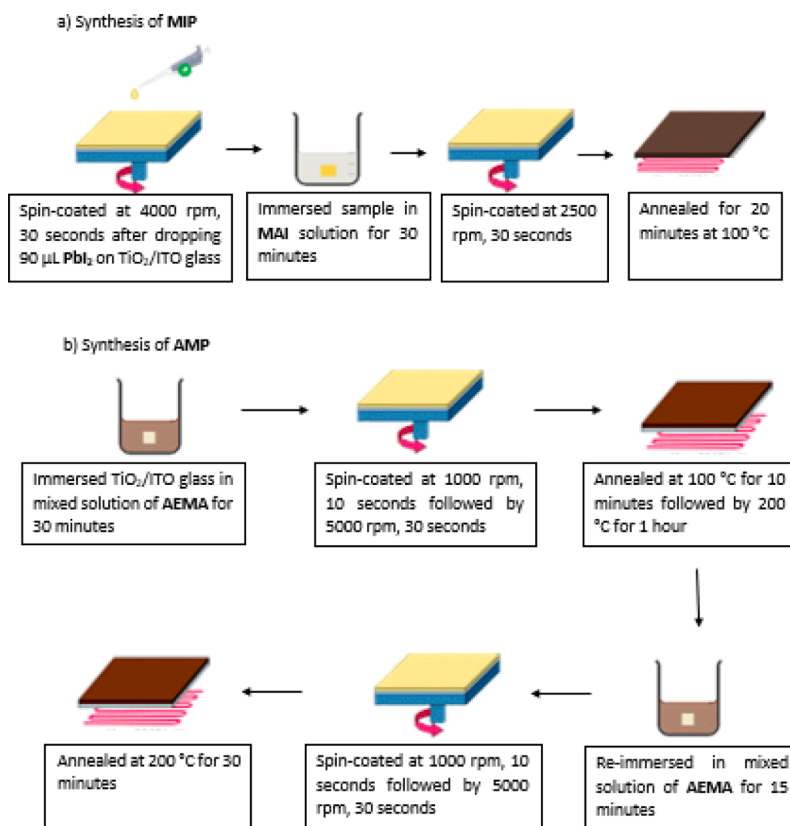 a) Synthesis of MIP
Spin-coated at 4000 rpm,
30 seconds after dropping
90 µL PbI₂ on TiO₂/ITO glass
Immersed sample in
MAI solution for 30
minutes
Spin-coated at 2500
rpm, 30 seconds
Annealed for 20
minutes at 100 °C
b) Synthesis of AMP
Immersed TiO₂/ITO glass in
mixed solution of AEMA for
30 minutes
Spin-coated at 1000 rpm,
10 seconds followed by
5000 rpm, 30 seconds
Annealed at 100 °C for 10
minutes followed by 200
°C for 1 hour
Annealed at 200 °C for 30
minutes
Spin-coated at 1000 rpm, 10
seconds followed by 5000
rpm, 30 seconds
Re-immersed in mixed
solution of AEMA for 15
minutes